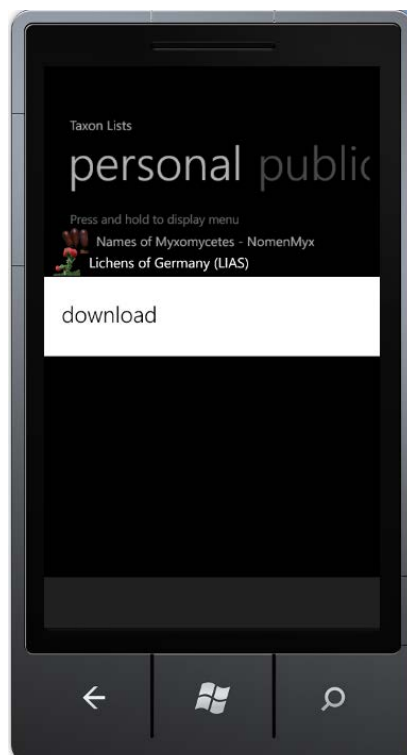 Taxon Lists
personal public
Press and hold to display menu
Names of Myxomycetes - NomenMyx
Lichens of Germany (LIAS)
download